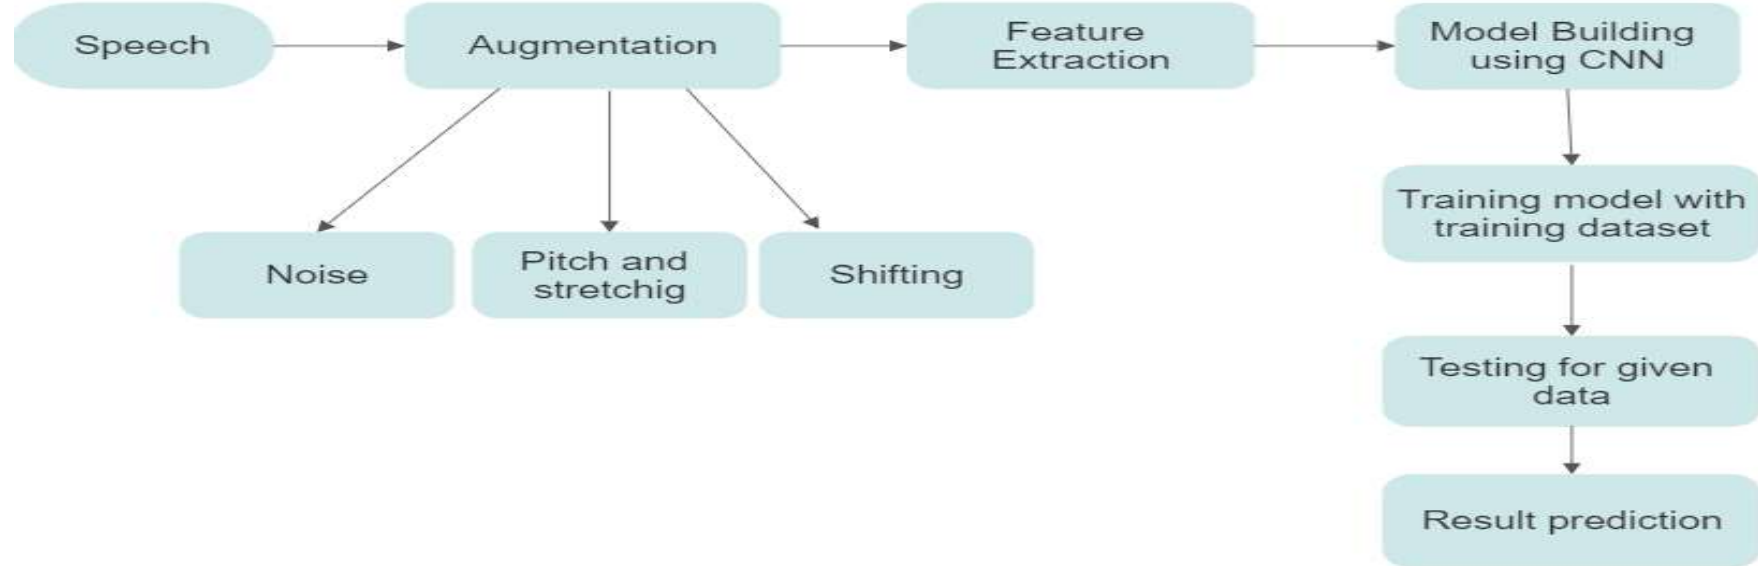 Speech
Augmentation
Feature
Extraction
Model Building
using CNN
Noise
Pitch and
stretchig
Shifting
Training model with
training dataset
Testing for given
data
Result prediction